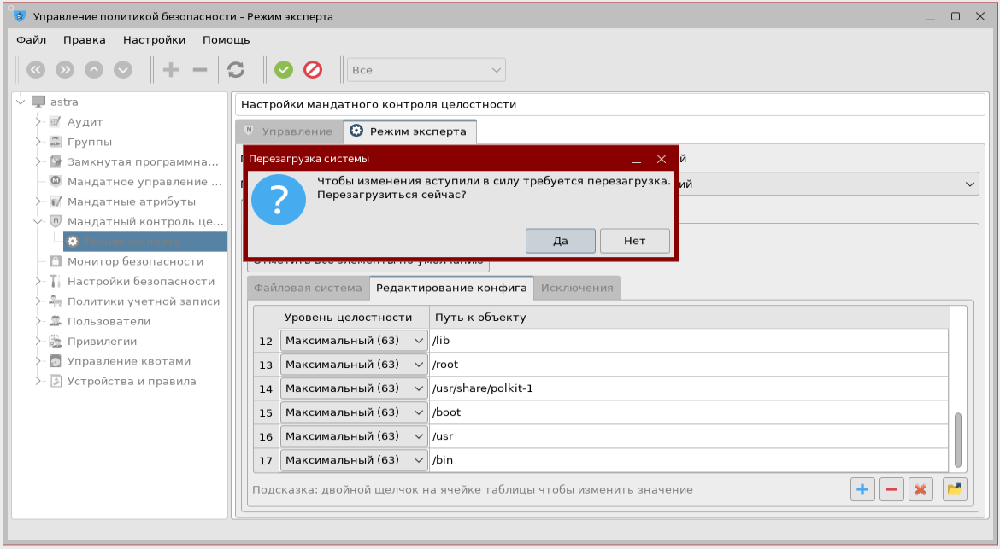 Управление политикой безопасности – Режим эксперта
Файл Правка Настройки Помощь
Все
astra
Аудит
Группы
Замкнутая программна...
Мандатное управление ...
Мандатные атрибуты
Мандатный контроль це...
Режим эксперта
Монитор безопасности
Настройки безопасности
Политики учетной записи
Пользователи
Привилегии
Управление квотами
Устройства и правила
Настройки мандатного контроля целостности
Управление Режим эксперта
Перезагрузка системы
Чтобы изменения вступили в силу требуется перезагрузка.
Перезагрузиться сейчас?
Да Нет
Файловая система Редактирование конфига Исключения
Уровень целостности Путь к объекту
12 Максимальный (63) /lib
13 Максимальный (63) /root
14 Максимальный (63) /usr/share/polkit-1
15 Максимальный (63) /boot
16 Максимальный (63) /usr
17 Максимальный (63) /bin
Подсказка: двойной щелчок на ячейке таблицы чтобы изменить значение